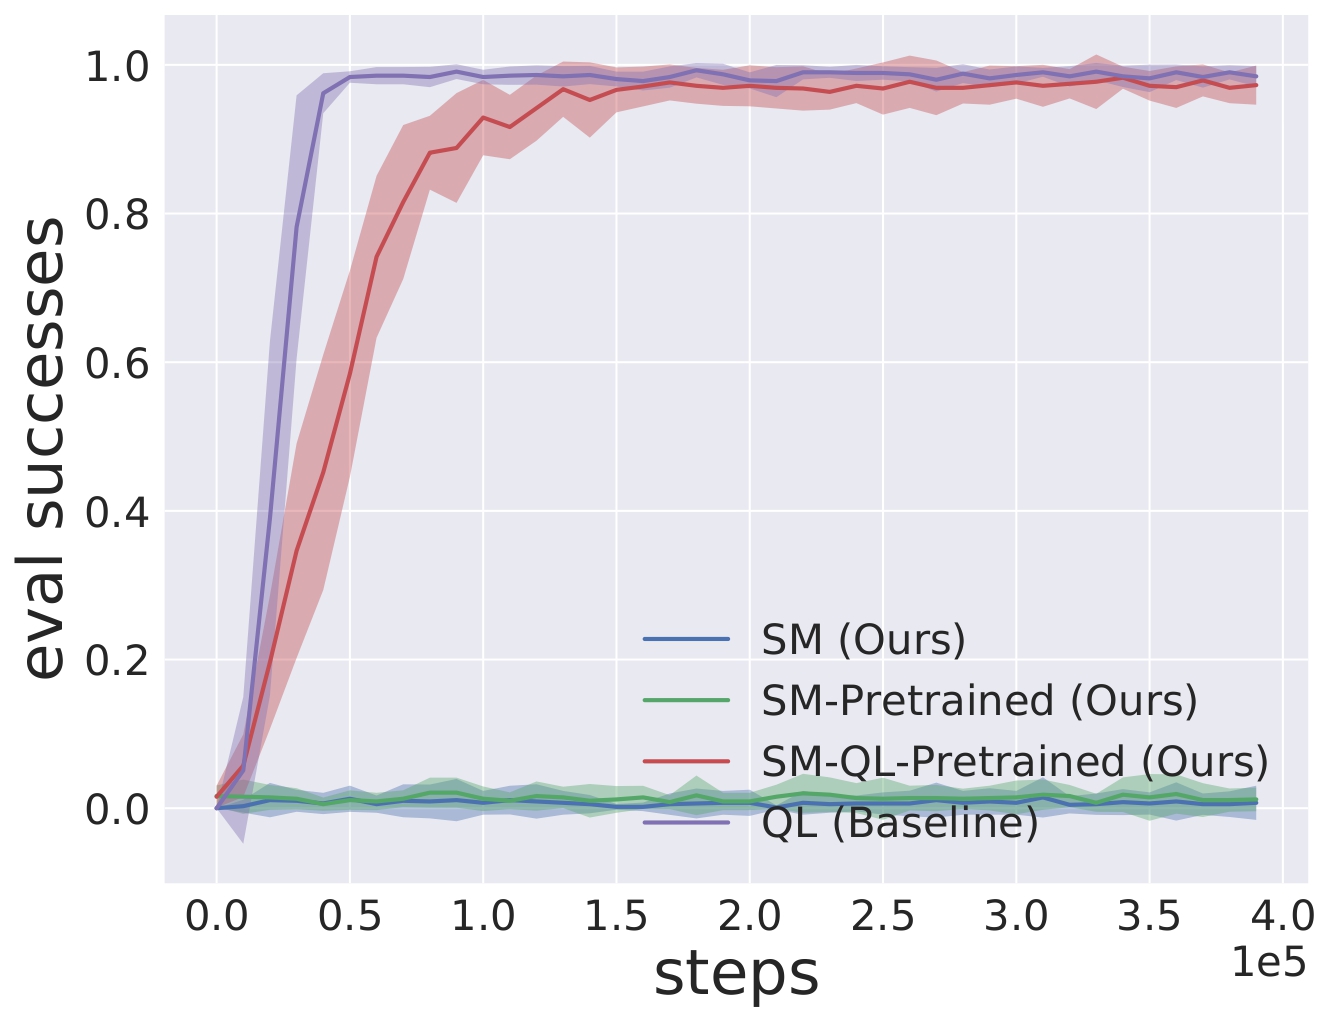 eval successes
1.0
0.8
0.6
0.4
0.2
0.0
SM (Ours)
SM-Pretrained (Ours)
SM-QL-Pretrained (Ours)
QL (Baseline)
0.0 0.5 1.0 1.5 2.0 2.5 3.0 3.5 4.0
steps
1e5